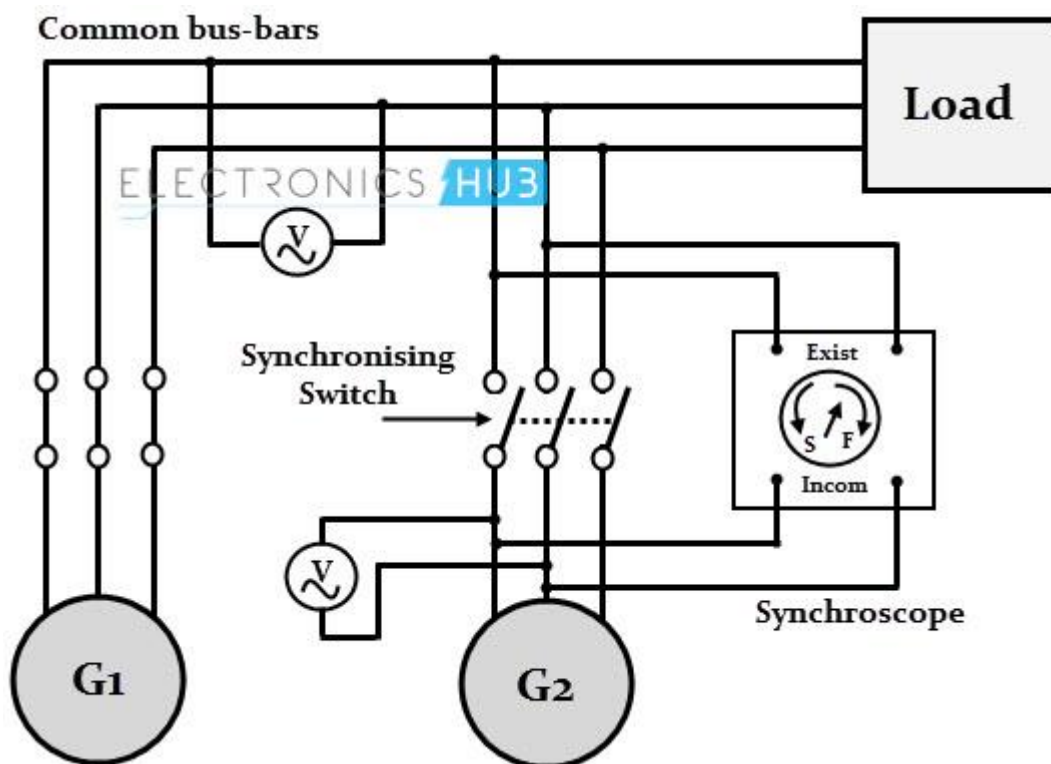 Common bus-bars
Load
ELECTRONICS HUB
V
Synchronising
Switch
Exist
S F
Incom
V
Synchroscope
G1
G2